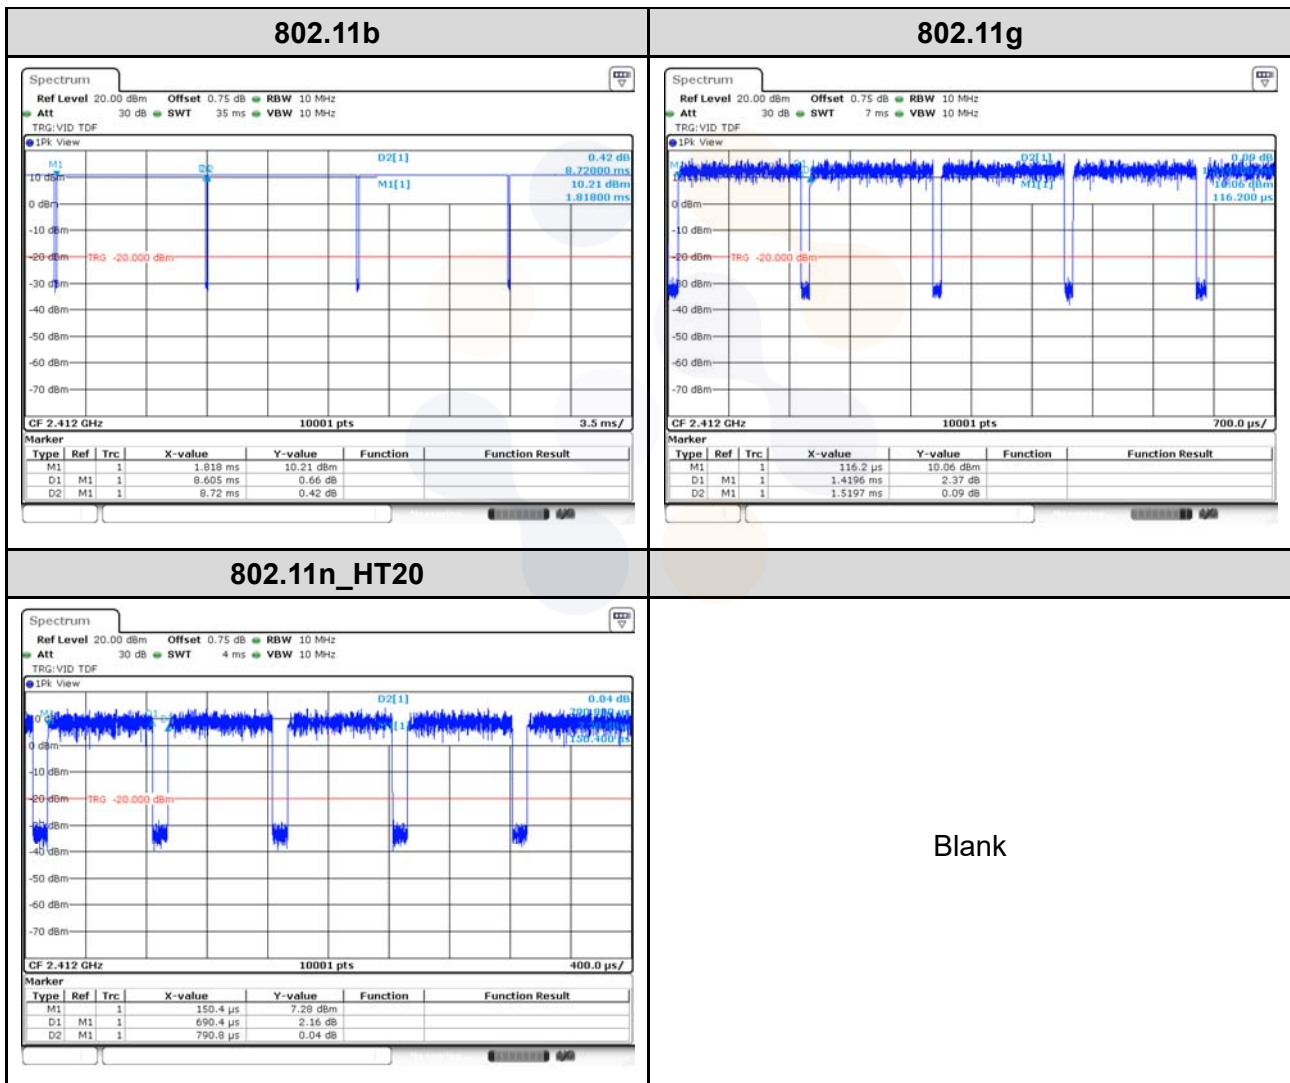 802.11b
802.11g
Spectrum
Ref Level 20.00 dBm Offset 0.75 dB RBW 10 MHz
Att 30 dB SWT 35 ms VBW 10 MHz
TRG:VID TDF
1Pk View
D2[1] 0.42 dB
8.72000 ms
M1[1] 10.21 dBm
1.81800 ms
M1
D2
10 dBm
0 dBm
-10 dBm
-20 dBm
TRG -20.000 dBm
-30 dBm
-40 dBm
-50 dBm
-60 dBm
-70 dBm
CF 2.412 GHz 10001 pts 3.5 ms/
Marker
Type Ref Trc X-value Y-value Function Function Result
M1 1 1.818 ms 10.21 dBm
D1 M1 1 8.605 ms 0.66 dB
D2 M1 1 8.72 ms 0.42 dB
Spectrum
Ref Level 20.00 dBm Offset 0.75 dB RBW 10 MHz
Att 30 dB SWT 7 ms VBW 10 MHz
TRG:VID TDF
1Pk View
D2[1] 0.09 dB
M1[1] 10.06 dBm
116.200 µs
0 dBm
-10 dBm
-20 dBm
TRG -20.000 dBm
-40 dBm
-50 dBm
-60 dBm
-70 dBm
CF 2.412 GHz 10001 pts 700.0 µs/
Marker
Type Ref Trc X-value Y-value Function Function Result
M1 1 116.2 µs 10.06 dBm
D1 M1 1 1.4196 ms 2.37 dB
D2 M1 1 1.5197 ms 0.09 dB
802.11n_HT20
Spectrum
Ref Level 20.00 dBm Offset 0.75 dB RBW 10 MHz
Att 30 dB SWT 4 ms VBW 10 MHz
TRG:VID TDF
1Pk View
D2[1] 0.04 dB
150.400 µs
M1
D1
0 dBm
-10 dBm
-20 dBm
TRG -20.000 dBm
-40 dBm
-50 dBm
-60 dBm
-70 dBm
CF 2.412 GHz 10001 pts 400.0 µs/
Marker
Type Ref Trc X-value Y-value Function Function Result
M1 1 150.4 µs 7.28 dBm
D1 M1 1 690.4 µs 2.16 dB
D2 M1 1 790.8 µs 0.04 dB
Blank